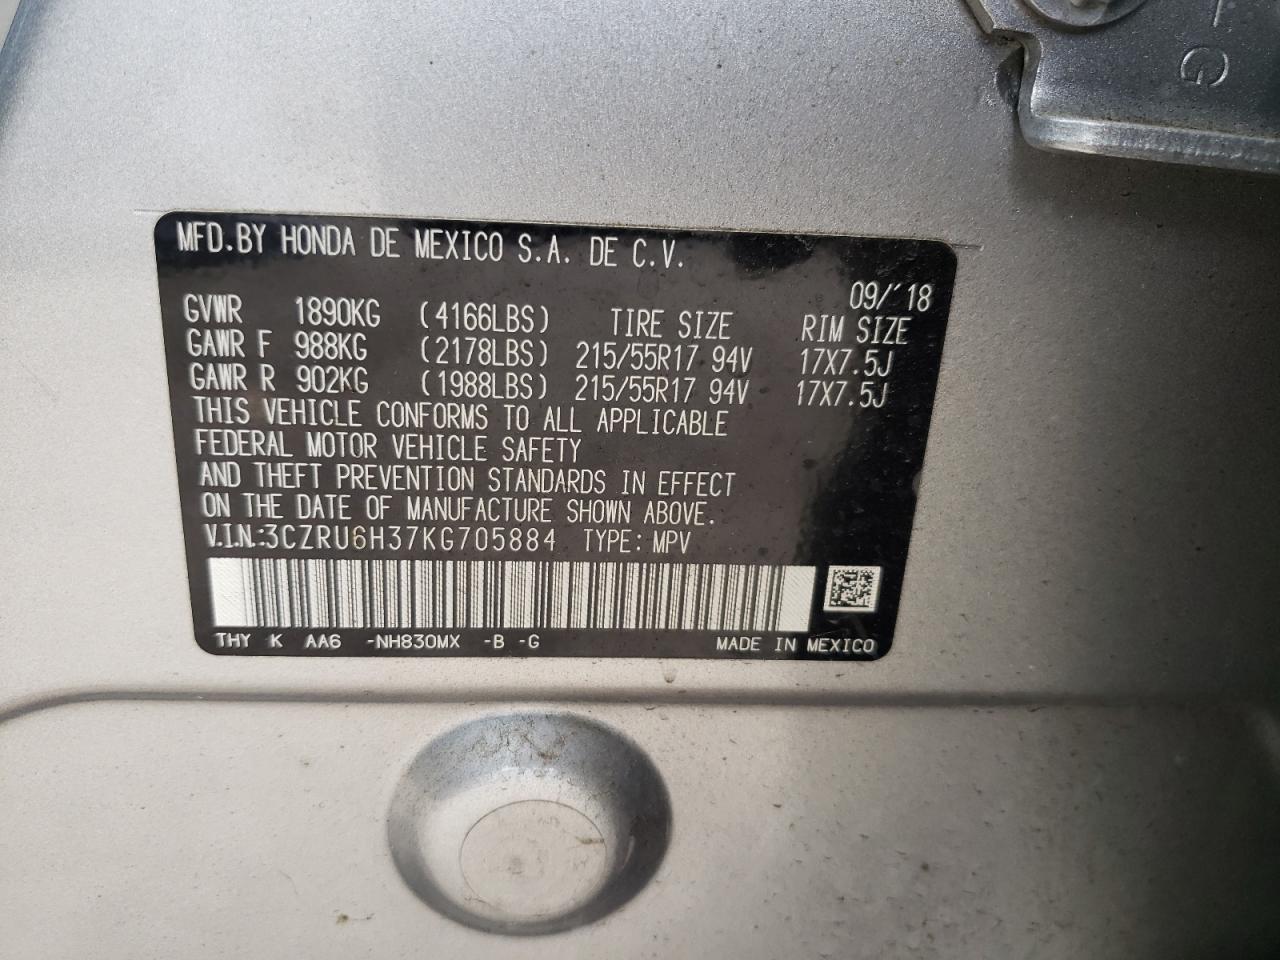 G
MFD.BY HONDA DE MEXICO S.A. DE C.V.
09/'18
GVWR 1890KG (4166LBS) TIRE SIZE RIM SIZE
GAWR F 988KG (2178LBS) 215/55R17 94V 17X7.5J
GAWR R 902KG (1988LBS) 215/55R17 94V 17X7.5J
THIS VEHICLE CONFORMS TO ALL APPLICABLE
FEDERAL MOTOR VEHICLE SAFETY
AND THEFT PREVENTION STANDARDS IN EFFECT
ON THE DATE OF MANUFACTURE SHOWN ABOVE.
V.I.N.:3CZRU6H37KG705884 TYPE: MPV
THY K AA6 -NH830MX -B -G MADE IN MEXICO